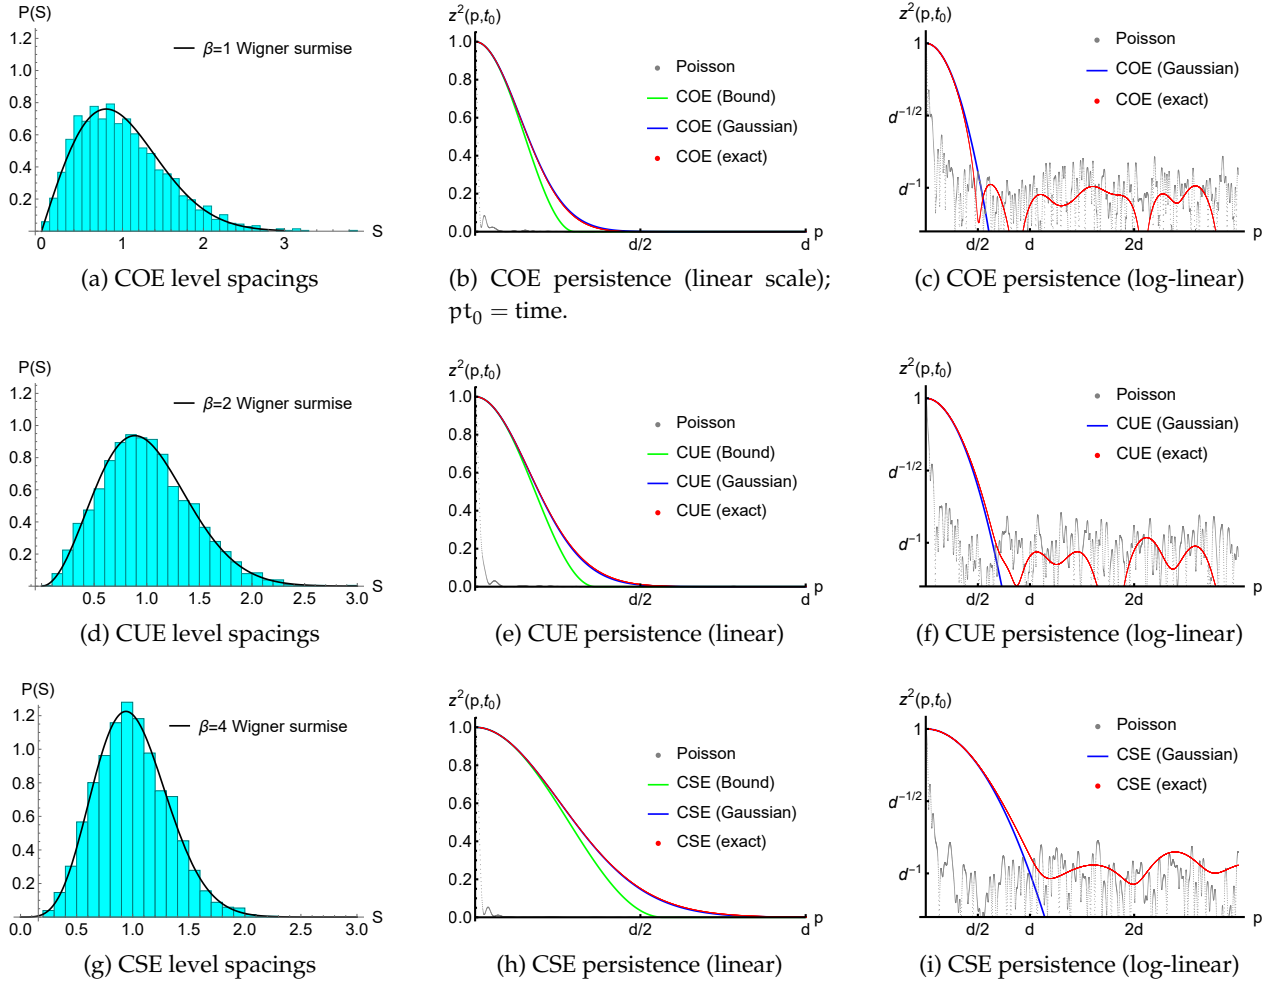 P(S)
1.2
1.0
0.8
0.6
0.4
0.2
0
1
2
3
S
β=1 Wigner surmise
(a) COE level spacings
z²(p,t₀)
1.0
0.8
0.6
0.4
0.2
0.0
d/2
d
p
Poisson
COE (Bound)
COE (Gaussian)
COE (exact)
(b) COE persistence (linear scale);
pt₀ = time.
z²(p,t₀)
1
d⁻¹/²
d⁻¹
d/2
d
2d
p
Poisson
COE (Gaussian)
COE (exact)
(c) COE persistence (log-linear)
P(S)
1.2
1.0
0.8
0.6
0.4
0.2
0.5
1.0
1.5
2.0
2.5
3.0
S
β=2 Wigner surmise
(d) CUE level spacings
z²(p,t₀)
1.0
0.8
0.6
0.4
0.2
0.0
d/2
d
p
Poisson
CUE (Bound)
CUE (Gaussian)
CUE (exact)
(e) CUE persistence (linear)
z²(p,t₀)
1
d⁻¹/²
d⁻¹
d/2
d
2d
p
Poisson
CUE (Gaussian)
CUE (exact)
(f) CUE persistence (log-linear)
P(S)
1.2
1.0
0.8
0.6
0.4
0.2
0.0
0.5
1.0
1.5
2.0
2.5
3.0
S
β=4 Wigner surmise
(g) CSE level spacings
z²(p,t₀)
1.0
0.8
0.6
0.4
0.2
0.0
d/2
d
p
Poisson
CSE (Bound)
CSE (Gaussian)
CSE (exact)
(h) CSE persistence (linear)
z²(p,t₀)
1
d⁻¹/²
d⁻¹
d/2
d
2d
p
Poisson
CSE (Gaussian)
CSE (exact)
(i) CSE persistence (log-linear)